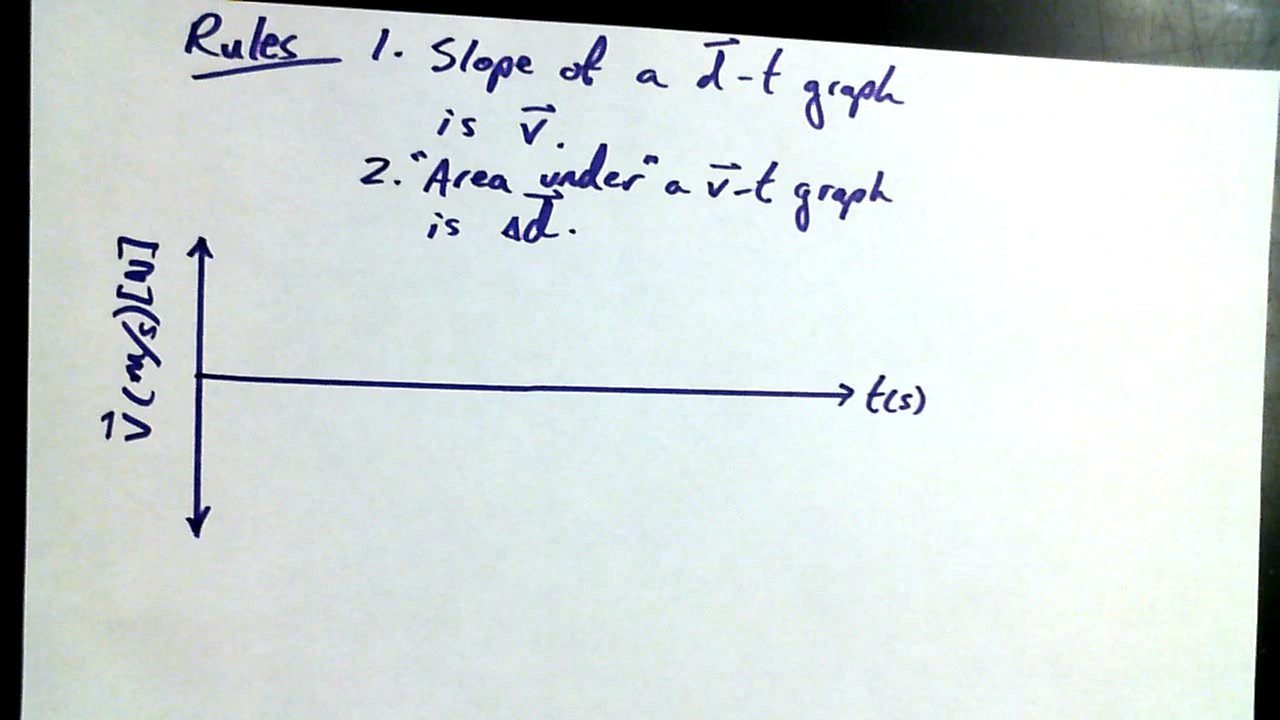 Rules 1. Slope of a d⃗-t graph
is v⃗.
2. "Area under" a v⃗-t graph
is Δd⃗.
v⃗ (m/s) [N]
t(s)